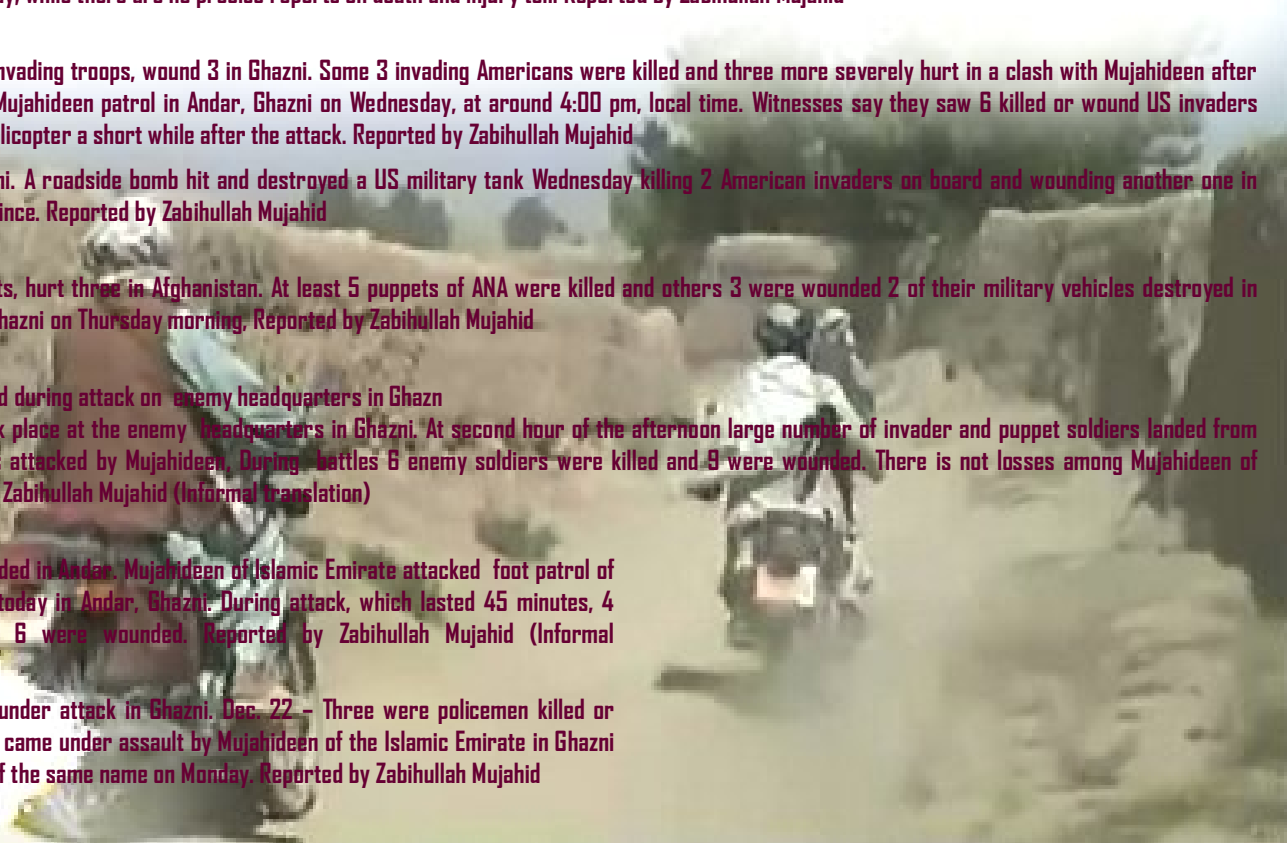 while there are no precise reports on death and injury toll. Reported by Zabihullah Mujahid
nvading troops, wound 3 in Ghazni. Some 3 invading Americans were killed and three more severely hurt in a clash with Mujahideen after
Mujahideen patrol in Andar, Ghazni on Wednesday, at around 4:00 pm, local time. Witnesses say they saw 6 killed or wound US invaders
licopter a short while after the attack. Reported by Zabihullah Mujahid
ni. A roadside bomb hit and destroyed a US military tank Wednesday killing 2 American invaders on board and wounding another one in
ince. Reported by Zabihullah Mujahid
ts, hurt three in Afghanistan. At least 5 puppets of ANA were killed and others 3 were wounded 2 of their military vehicles destroyed in
hazni on Thursday morning, Reported by Zabihullah Mujahid
d during attack on enemy headquarters in Ghazn
k place at the enemy headquarters in Ghazni. At second hour of the afternoon large number of invader and puppet soldiers landed from
s attacked by Mujahideen, During battles 6 enemy soldiers were killed and 9 were wounded. There is not losses among Mujahideen of
Zabihullah Mujahid (Informal translation)
ded in Andar. Mujahideen of Islamic Emirate attacked foot patrol of
today in Andar, Ghazni. During attack, which lasted 45 minutes, 4
6 were wounded. Reported by Zabihullah Mujahid (Informal
under attack in Ghazni. Dec. 22 – Three were policemen killed or
came under assault by Mujahideen of the Islamic Emirate in Ghazni
f the same name on Monday. Reported by Zabihullah Mujahid